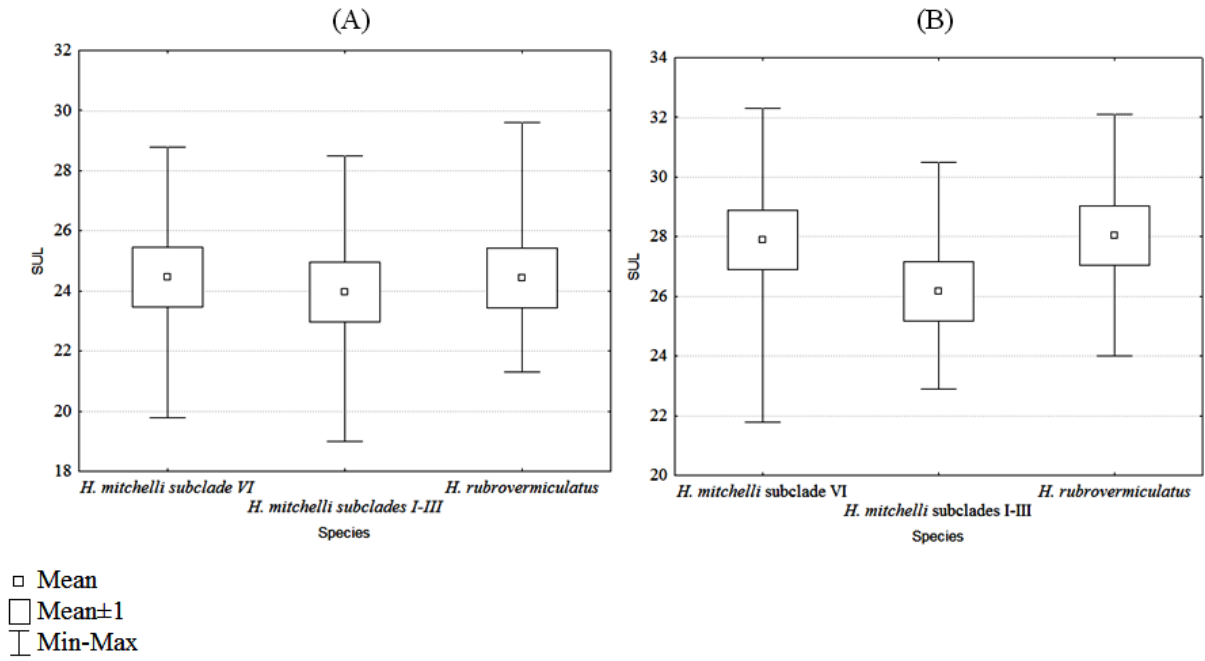 (A)
(B)
32
30
28
26
24
22
20
18
SUL
H. mitchelli subclade VI
H. mitchelli subclades I-III
H. rubrovermiculatus
Species
34
32
30
28
26
24
22
20
SUL
H. mitchelli subclade VI
H. mitchelli subclades I-III
H. rubrovermiculatus
Species
Mean
Mean±1
Min-Max